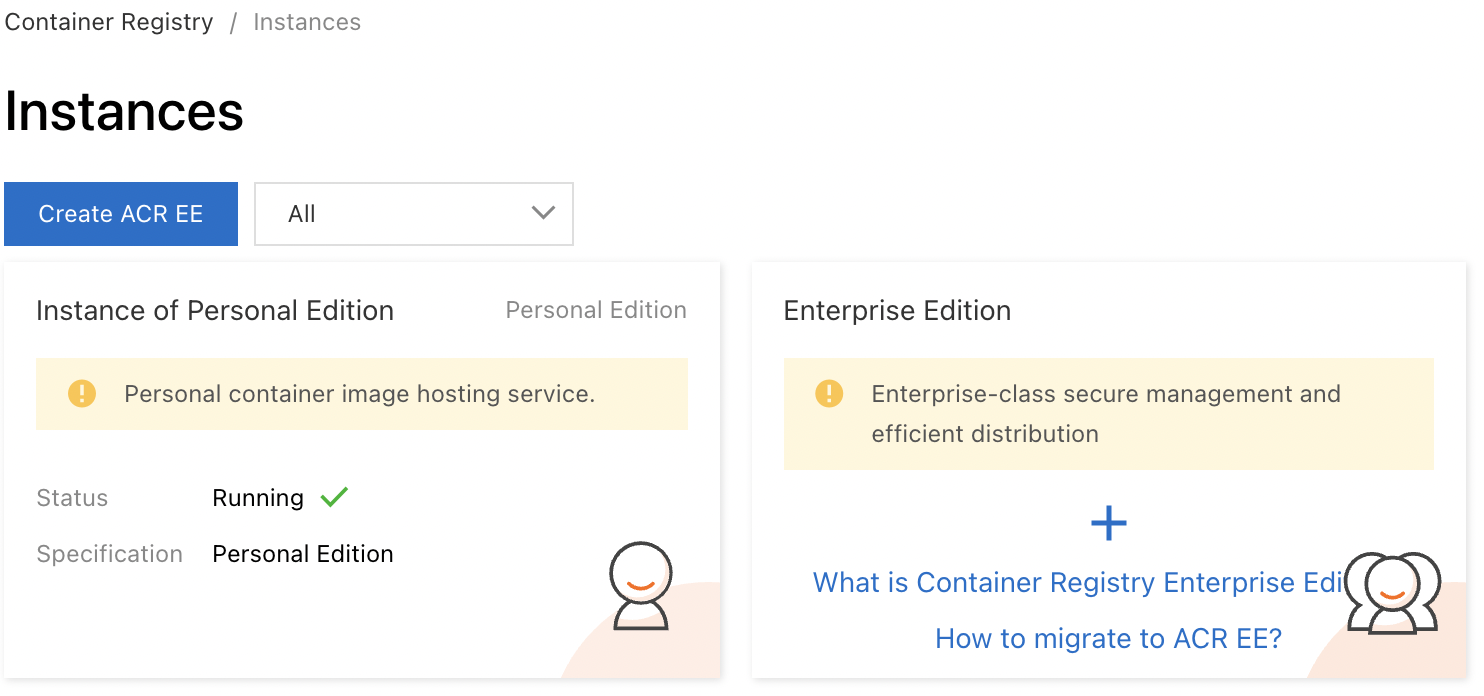 Container Registry / Instances
Instances
Create ACR EE
All
Instance of Personal Edition
Personal Edition
Personal container image hosting service.
Status Running
Specification Personal Edition
Enterprise Edition
Enterprise-class secure management and
efficient distribution
What is Container Registry Enterprise Edi
How to migrate to ACR EE?